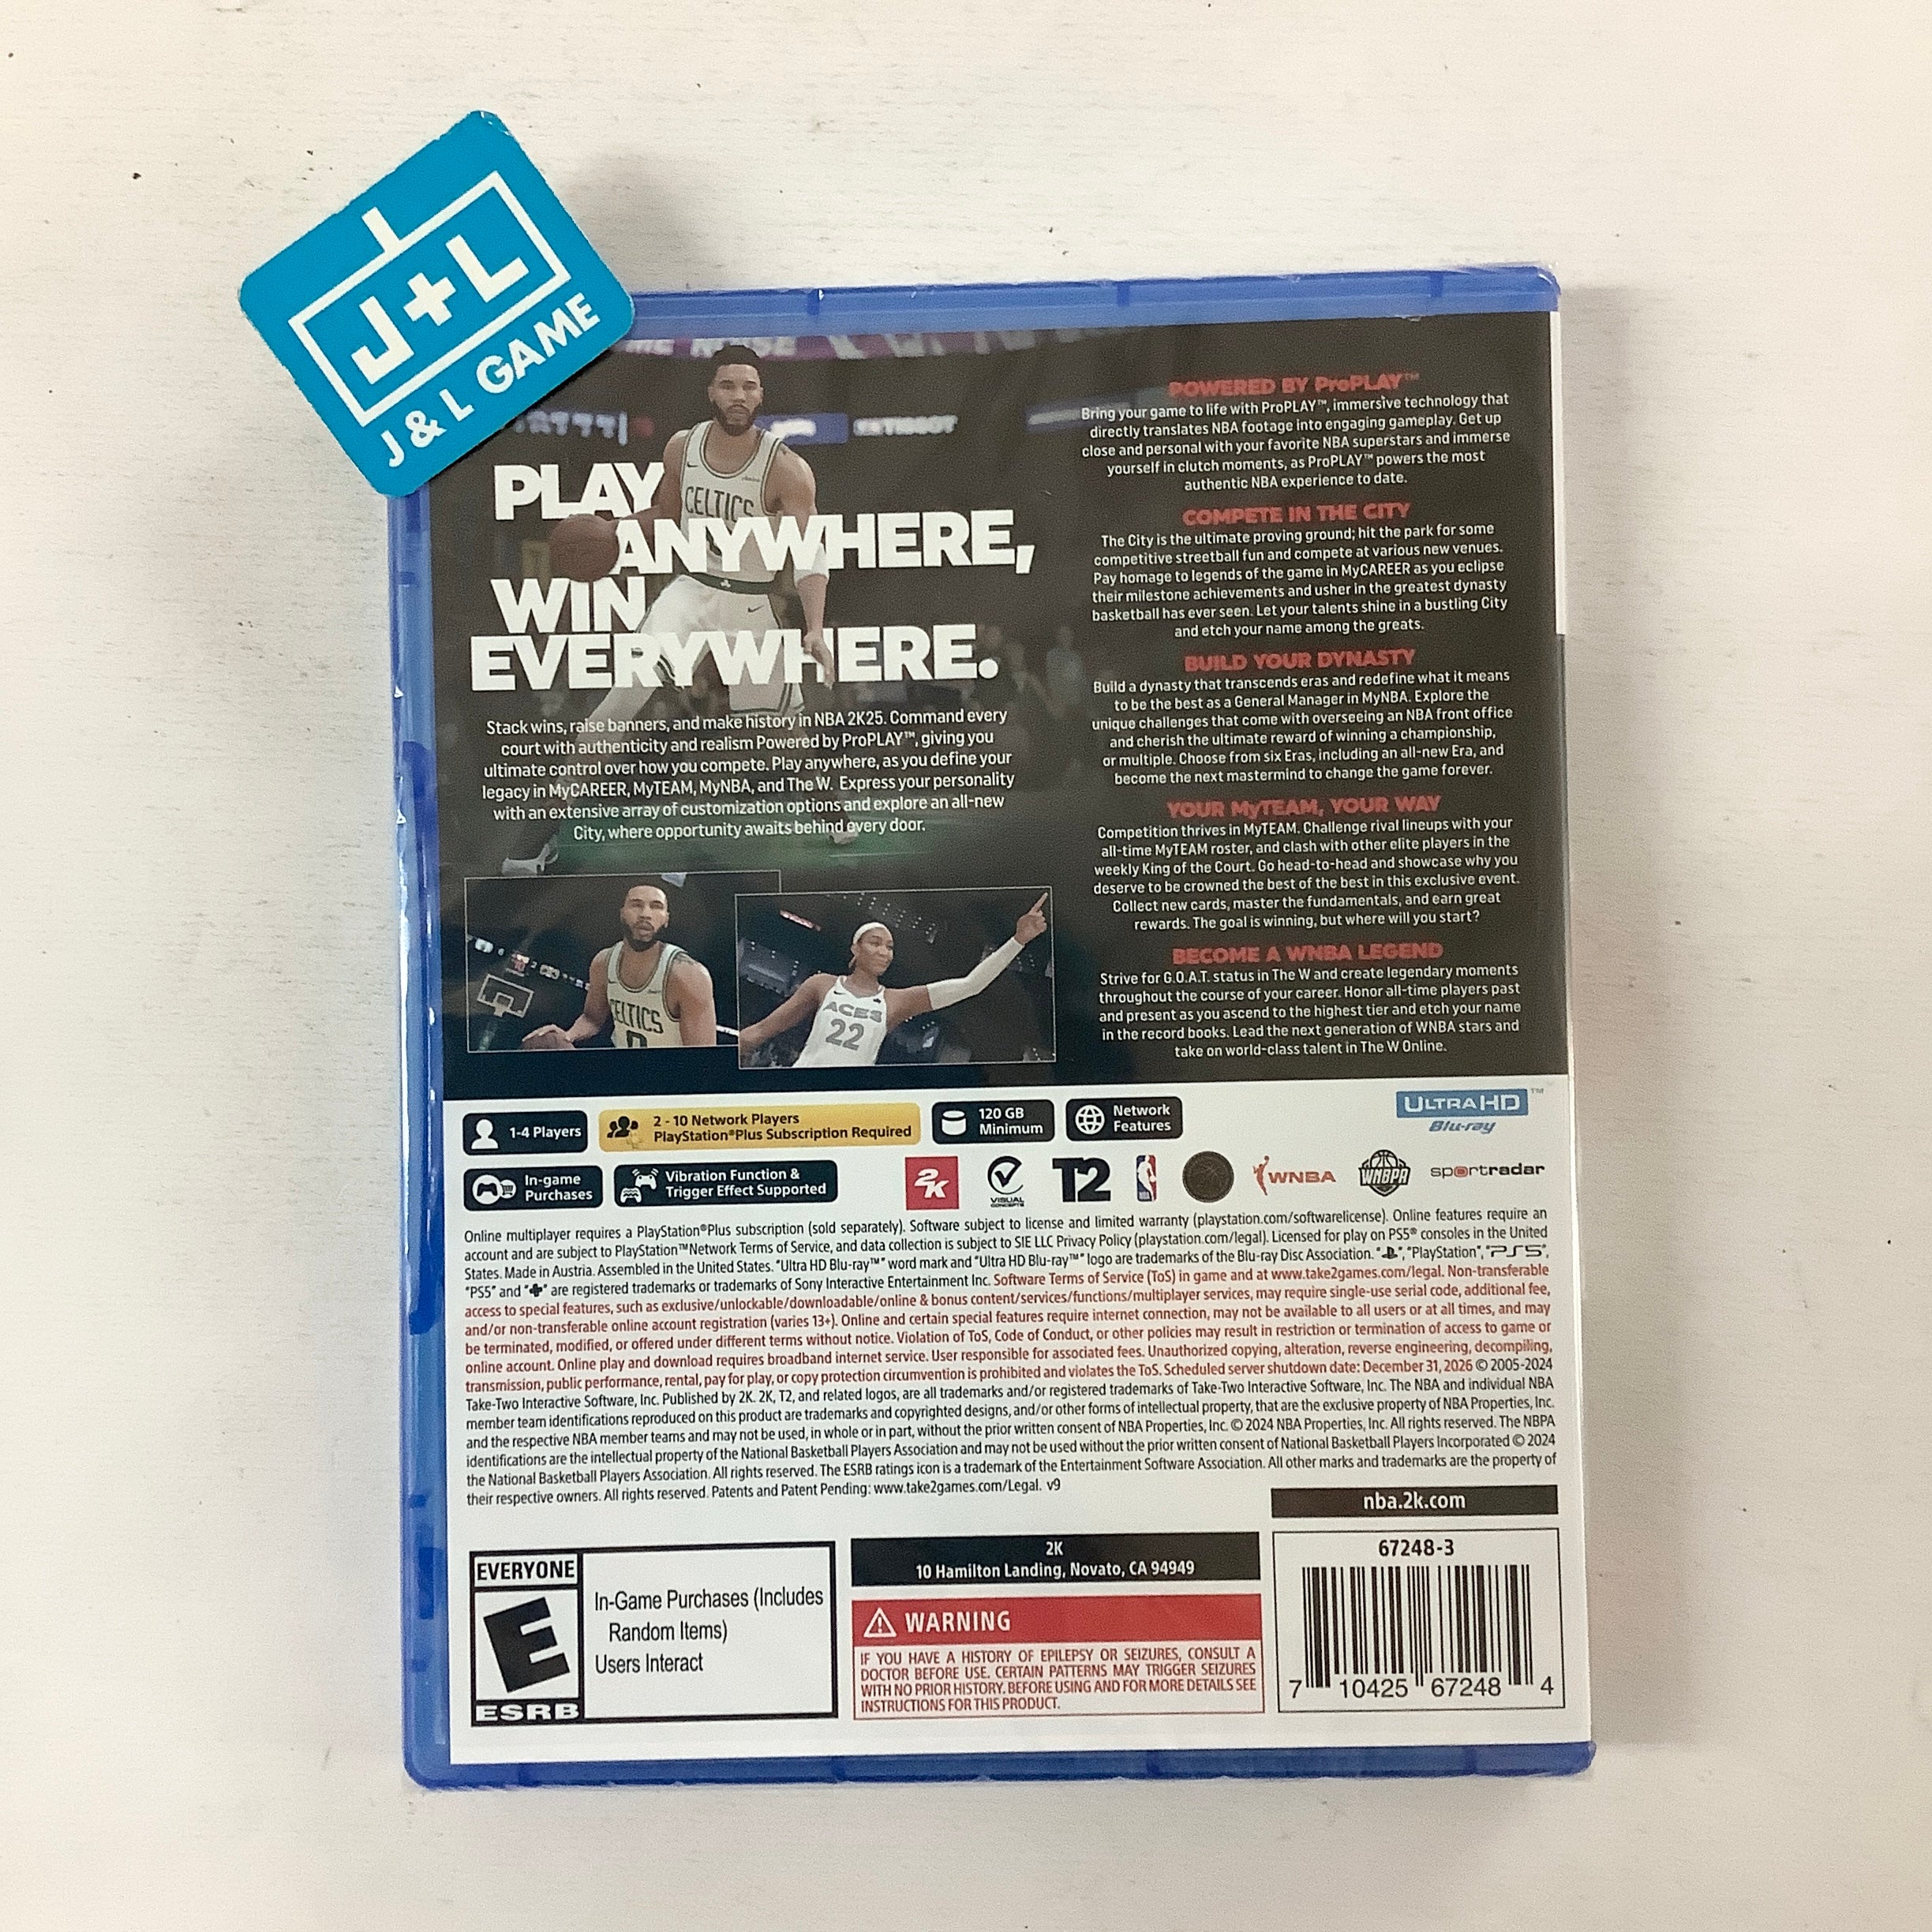 J+L
J & L GAME
PLAY
ANYWHERE,
WIN
EVERYWHERE.
Stack wins, raise banners, and make history in NBA 2K25. Command every
court with authenticity and realism Powered by ProPLAY™, giving you
ultimate control over how you compete. Play anywhere, as you define your
legacy in MyCAREER, MyTEAM, MyNBA, and The W. Express your personality
with an extensive array of customization options and explore an all-new
City, where opportunity awaits behind every door.
CELTICS
TISSOT
CELTICS
0
ACES
22
POWERED BY ProPLAY™
Bring your game to life with ProPLAY™, immersive technology that
directly translates NBA footage into engaging gameplay. Get up
close and personal with your favorite NBA superstars and immerse
yourself in clutch moments, as ProPLAY™ powers the most
authentic NBA experience to date.
COMPETE IN THE CITY
The City is the ultimate proving ground; hit the park for some
competitive streetball fun and compete at various new venues.
Pay homage to legends of the game in MyCAREER as you eclipse
their milestone achievements and usher in the greatest dynasty
basketball has ever seen. Let your talents shine in a bustling City
and etch your name among the greats.
BUILD YOUR DYNASTY
Build a dynasty that transcends eras and redefine what it means
to be the best as a General Manager in MyNBA. Explore the
unique challenges that come with overseeing an NBA front office
and cherish the ultimate reward of winning a championship,
or multiple. Choose from six Eras, including an all-new Era, and
become the next mastermind to change the game forever.
YOUR MyTEAM, YOUR WAY
Competition thrives in MyTEAM. Challenge rival lineups with your
all-time MyTEAM roster, and clash with other elite players in the
weekly King of the Court. Go head-to-head and showcase why you
deserve to be crowned the best of the best in this exclusive event.
Collect new cards, master the fundamentals, and earn great
rewards. The goal is winning, but where will you start?
BECOME A WNBA LEGEND
Strive for G.O.A.T. status in The W and create legendary moments
throughout the course of your career. Honor all-time players past
and present as you ascend to the highest tier and etch your name
in the record books. Lead the next generation of WNBA stars and
take on world-class talent in The W Online.
1-4 Players
2 - 10 Network Players
PlayStation®Plus Subscription Required
120 GB
Minimum
Network
Features
ULTRA HD™
Blu-ray
In-game
Purchases
Vibration Function &
Trigger Effect Supported
2K
VISUAL
CONCEPTS
T2
WNBA
WNBPA
sportradar
Online multiplayer requires a PlayStation®Plus subscription (sold separately). Software subject to license and limited warranty (playstation.com/softwarelicense). Online features require an
account and are subject to PlayStation™Network Terms of Service, and data collection is subject to SIE LLC Privacy Policy (playstation.com/legal). Licensed for play on PS5® consoles in the United
States. Made in Austria. Assembled in the United States. "Ultra HD Blu-ray™" word mark and "Ultra HD Blu-ray™" logo are trademarks of the Blu-ray Disc Association. " ", "PlayStation", "PS5",
"PS5" and " " are registered trademarks or trademarks of Sony Interactive Entertainment Inc. Software Terms of Service (ToS) in game and at www.take2games.com/legal. Non-transferable
access to special features, such as exclusive/unlockable/downloadable/online & bonus content/services/functions/multiplayer services, may require single-use serial code, additional fee,
and/or non-transferable online account registration (varies 13+). Online and certain special features require internet connection, may not be available to all users or at all times, and may
be terminated, modified, or offered under different terms without notice. Violation of ToS, Code of Conduct, or other policies may result in restriction or termination of access to game or
online account. Online play and download requires broadband internet service. User responsible for associated fees. Unauthorized copying, alteration, reverse engineering, decompiling,
transmission, public performance, rental, pay for play, or copy protection circumvention is prohibited and violates the ToS. Scheduled server shutdown date: December 31, 2026 © 2005-2024
Take-Two Interactive Software, Inc. Published by 2K. 2K, T2, and related logos, are all trademarks and/or registered trademarks of Take-Two Interactive Software, Inc. The NBA and individual NBA
member team identifications reproduced on this product are trademarks and copyrighted designs, and/or other forms of intellectual property, that are the exclusive property of NBA Properties, Inc.
and the respective NBA member teams and may not be used, in whole or in part, without the prior written consent of NBA Properties, Inc. © 2024 NBA Properties, Inc. All rights reserved. The NBPA
identifications are the intellectual property of the National Basketball Players Association and may not be used without the prior written consent of National Basketball Players Incorporated © 2024
the National Basketball Players Association. All rights reserved. The ESRB ratings icon is a trademark of the Entertainment Software Association. All other marks and trademarks are the property of
their respective owners. All rights reserved. Patents and Patent Pending: www.take2games.com/Legal. v9
nba.2k.com
EVERYONE
E
ESRB
In-Game Purchases (Includes
Random Items)
Users Interact
2K
10 Hamilton Landing, Novato, CA 94949
WARNING
IF YOU HAVE A HISTORY OF EPILEPSY OR SEIZURES, CONSULT A
DOCTOR BEFORE USE. CERTAIN PATTERNS MAY TRIGGER SEIZURES
WITH NO PRIOR HISTORY. BEFORE USING AND FOR MORE DETAILS SEE
INSTRUCTIONS FOR THIS PRODUCT.
67248-3
7 10425 67248 4